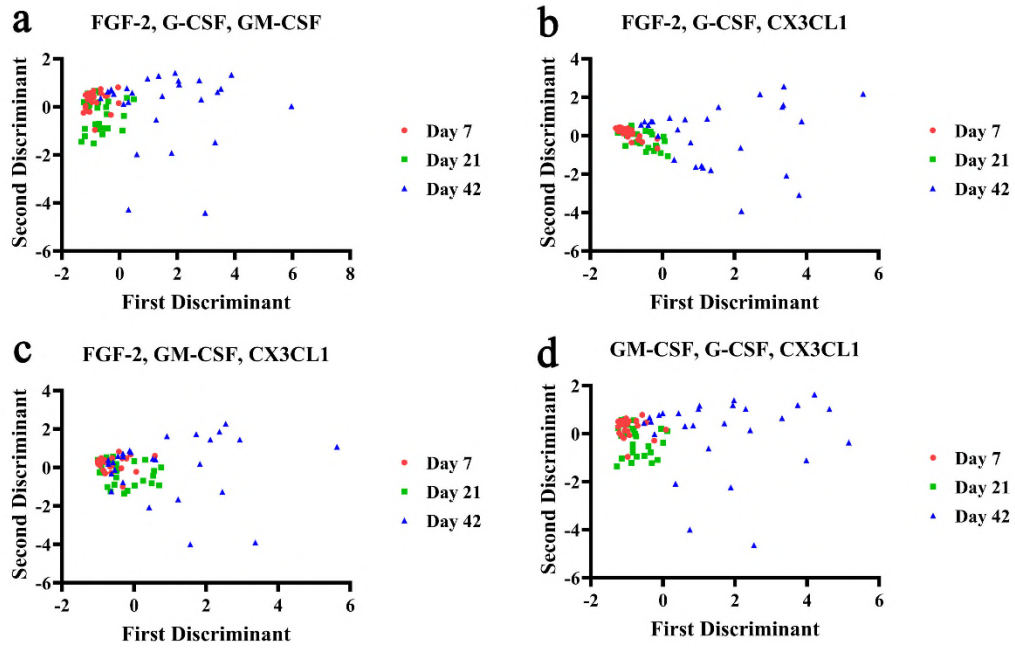 a
FGF-2, G-CSF, GM-CSF
Second Discriminant
2
0
-2
-4
-6
-2
0
2
4
6
8
First Discriminant
Day 7
Day 21
Day 42
b
FGF-2, G-CSF, CX3CL1
Second Discriminant
4
2
0
-2
-4
-6
-2
0
2
4
6
First Discriminant
Day 7
Day 21
Day 42
c
FGF-2, GM-CSF, CX3CL1
Second Discriminant
4
2
0
-2
-4
-6
-2
0
2
4
6
First Discriminant
Day 7
Day 21
Day 42
d
GM-CSF, G-CSF, CX3CL1
Second Discriminant
2
0
-2
-4
-6
-2
0
2
4
6
First Discriminant
Day 7
Day 21
Day 42